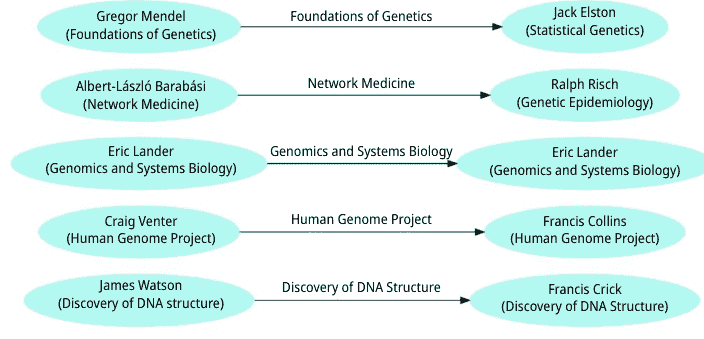 Gregor Mendel
(Foundations of Genetics)
Foundations of Genetics
Jack Elston
(Statistical Genetics)
Albert-László Barabási
(Network Medicine)
Network Medicine
Ralph Risch
(Genetic Epidemiology)
Eric Lander
(Genomics and Systems Biology)
Genomics and Systems Biology
Eric Lander
(Genomics and Systems Biology)
Craig Venter
(Human Genome Project)
Human Genome Project
Francis Collins
(Human Genome Project)
James Watson
(Discovery of DNA structure)
Discovery of DNA Structure
Francis Crick
(Discovery of DNA Structure)